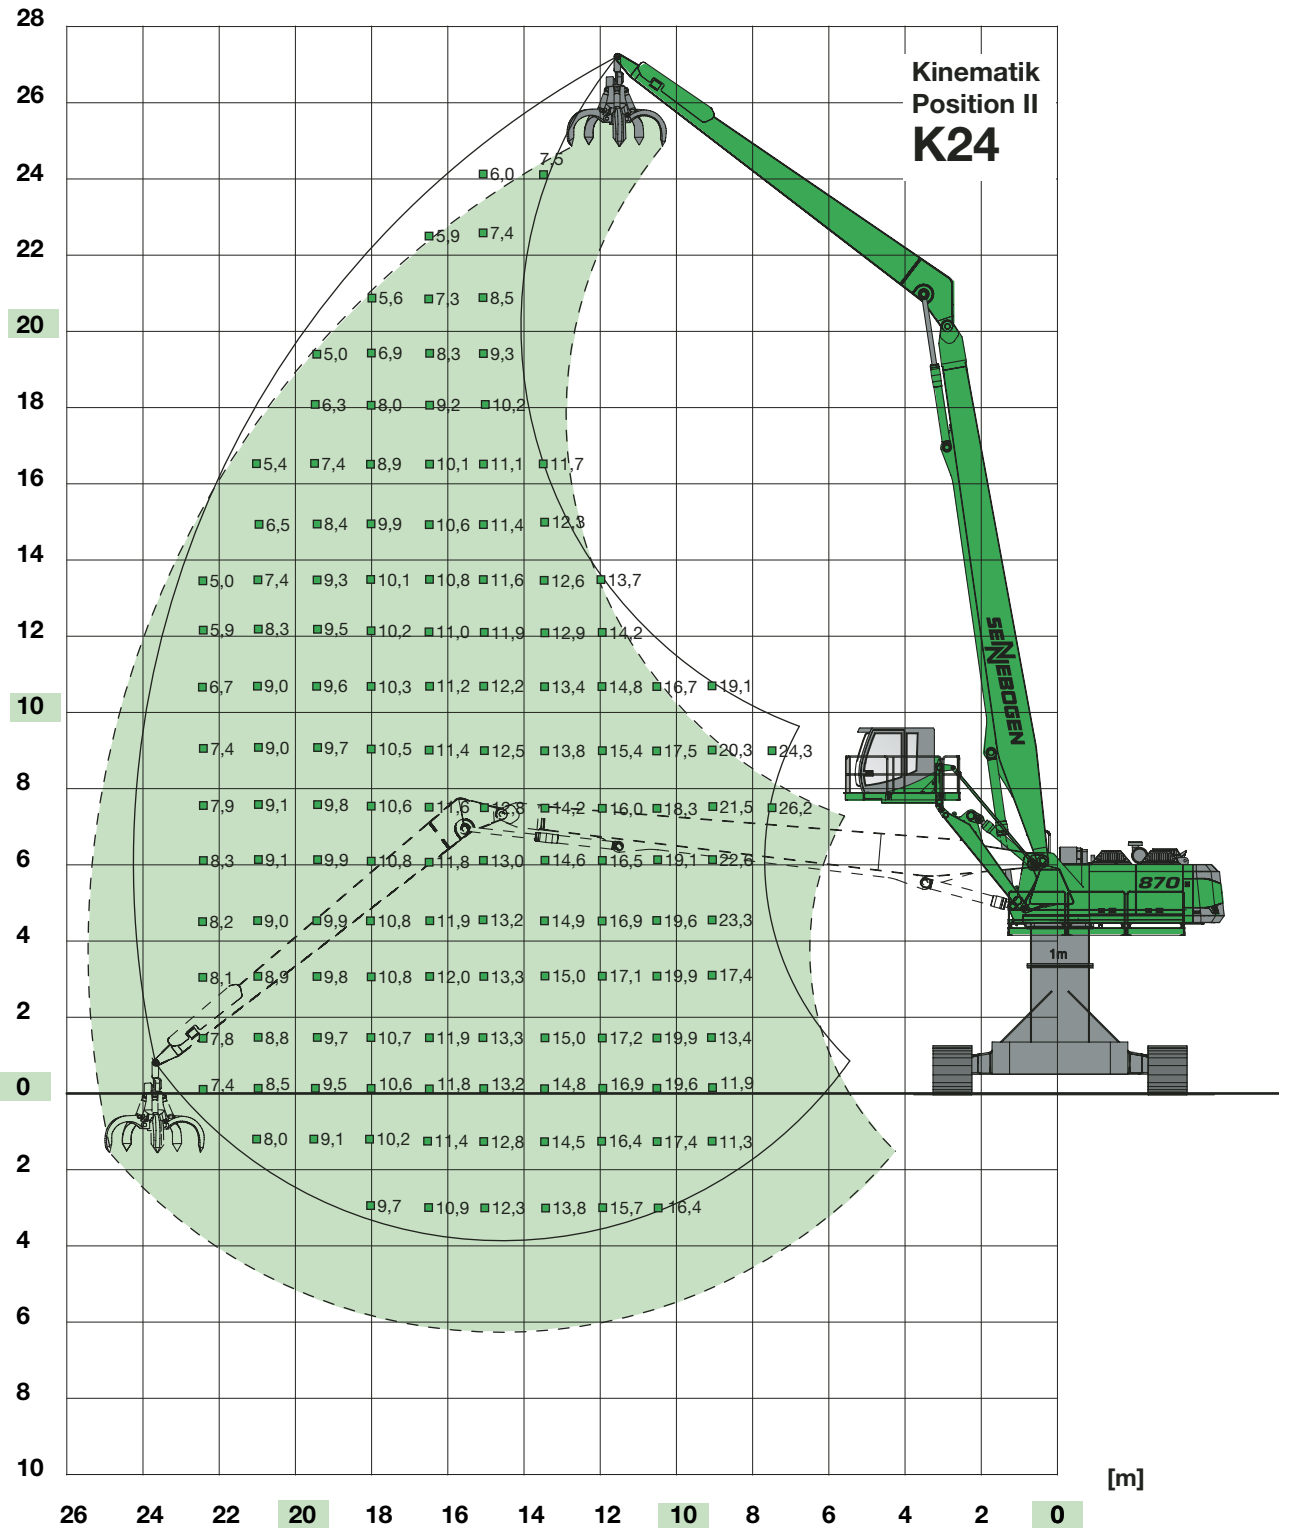 28
Kinematik
Position II
K24
26
24
6,0 7,5
22
5,9 7,4
5,6 7,3 8,5
20
5,0 6,9 8,3 9,3
18
6,3 8,0 9,2 10,2
16
5,4 7,4 8,9 10,1 11,1 11,7
6,5 8,4 9,9 10,6 11,4 12,3
14
5,0 7,4 9,3 10,1 10,8 11,6 12,6 13,7
12
5,9 8,3 9,5 10,2 11,0 11,9 12,9 14,2
SENNEBOGEN
10
6,7 9,0 9,6 10,3 11,2 12,2 13,4 14,8 16,7 19,1
7,4 9,0 9,7 10,5 11,4 12,5 13,8 15,4 17,5 20,3 24,3
8
7,9 9,1 9,8 10,6 11,6 12,8 14,2 16,0 18,3 21,5 26,2
6
8,3 9,1 9,9 10,8 11,8 13,0 14,6 16,5 19,1 22,6
870
8,2 9,0 9,9 10,8 11,9 13,2 14,9 16,9 19,6 23,3
4
1m
8,1 8,9 9,8 10,8 12,0 13,3 15,0 17,1 19,9 17,4
2
7,8 8,8 9,7 10,7 11,9 13,3 15,0 17,2 19,9 13,4
0
7,4 8,5 9,5 10,6 11,8 13,2 14,8 16,9 19,6 11,9
8,0 9,1 10,2 11,4 12,8 14,5 16,4 17,4 11,3
2
9,7 10,9 12,3 13,8 15,7 16,4
4
6
8
10
[m]
26 24 22 20 18 16 14 12 10 8 6 4 2 0